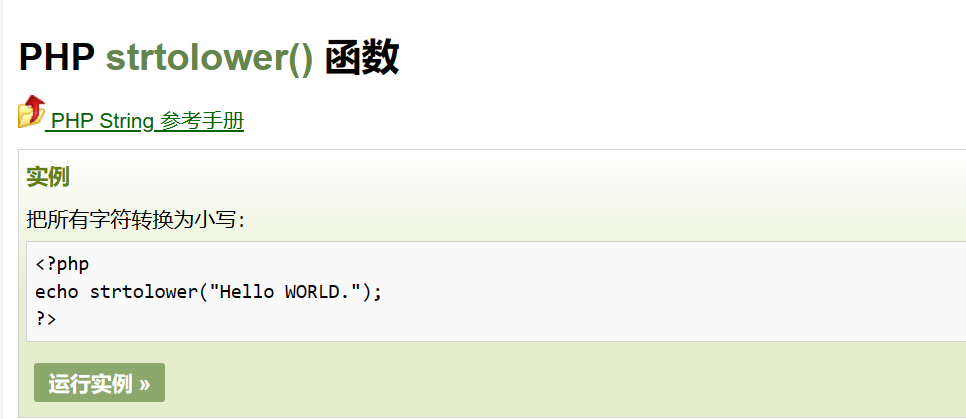 PHP strtolower() 函数
PHP String 参考手册
实例
把所有字符转换为小写：
<?php
echo strtolower("Hello WORLD.");
?>
运行实例 »